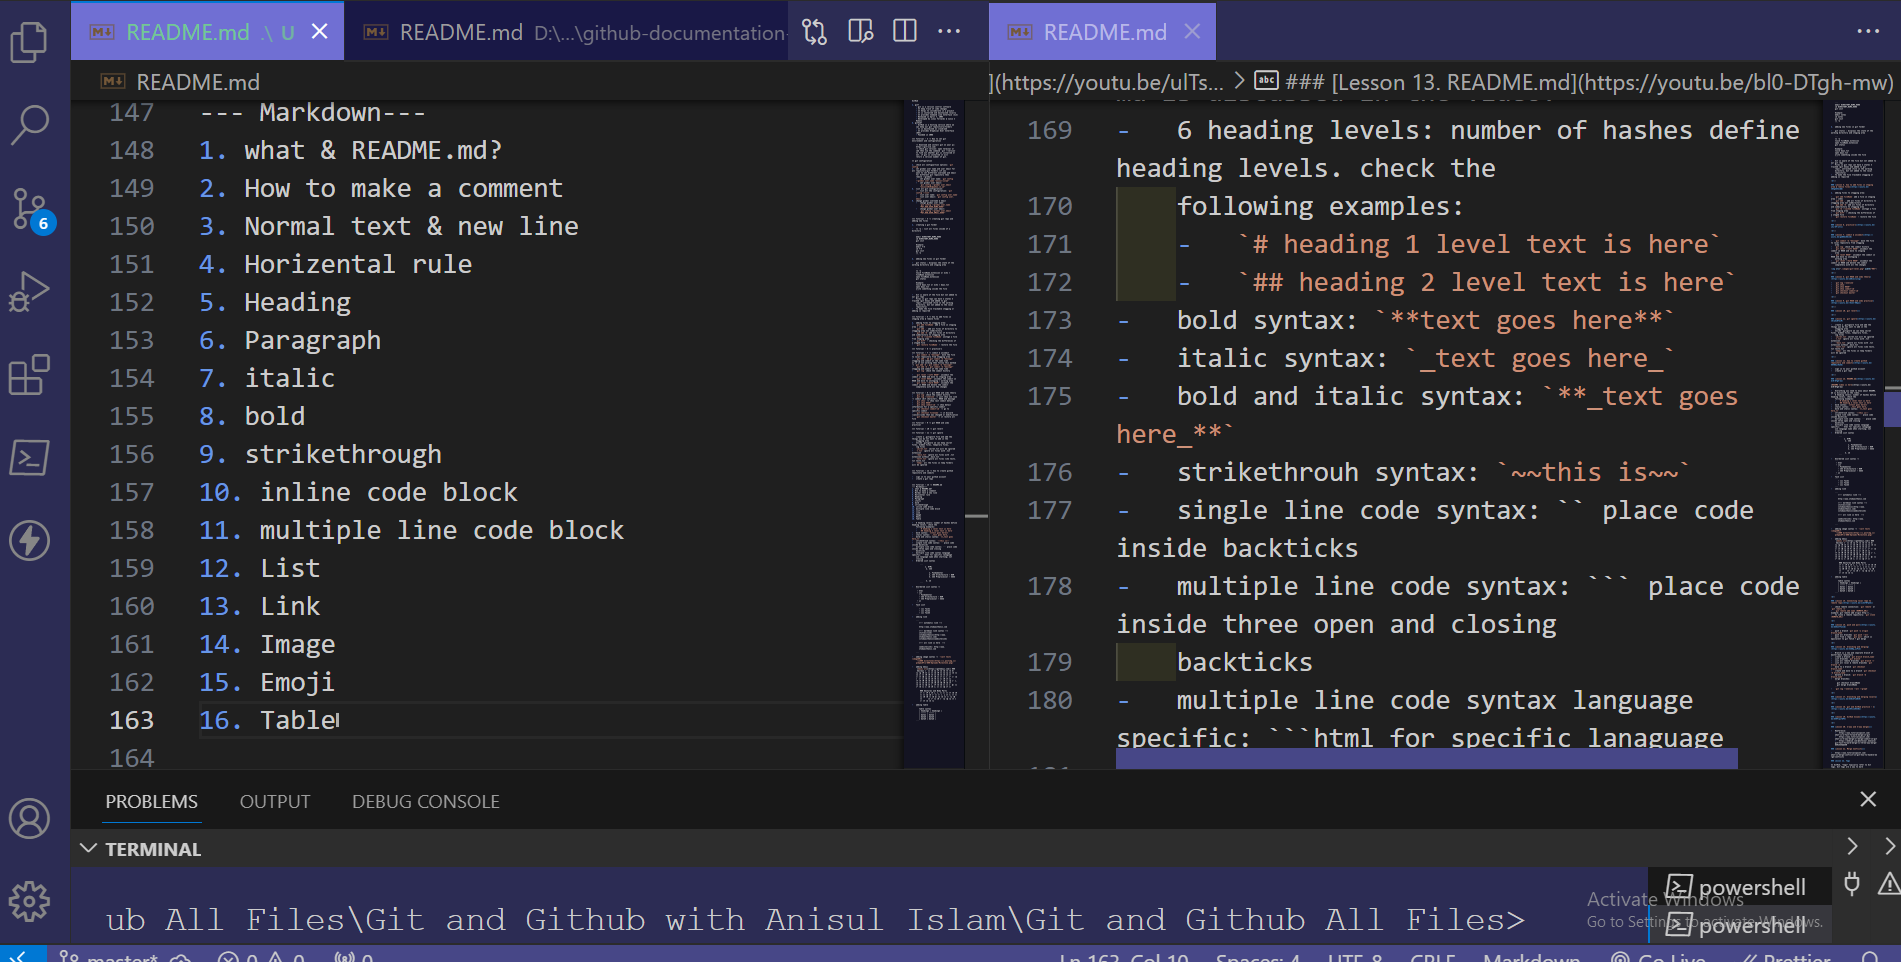 README.md .\ U
README.md D:\...\github-documentation-
README.md
README.md
](https://youtu.be/ulTs... > ### [Lesson 13. README.md](https://youtu.be/bl0-DTgh-mw)
147 --- Markdown---
148 1. what & README.md?
149 2. How to make a comment
150 3. Normal text & new line
151 4. Horizental rule
152 5. Heading
153 6. Paragraph
154 7. italic
155 8. bold
156 9. strikethrough
157 10. inline code block
158 11. multiple line code block
159 12. List
160 13. Link
161 14. Image
162 15. Emoji
163 16. Table
164
169 - 6 heading levels: number of hashes define
heading levels. check the
170 following examples:
171 - `# heading 1 level text is here`
172 - `## heading 2 level text is here`
173 - bold syntax: `**text goes here**`
174 - italic syntax: `_text goes here_`
175 - bold and italic syntax: `**_text goes
here_**`
176 - strikethrouh syntax: `~~this is~~`
177 - single line code syntax: `` place code
inside backticks
178 - multiple line code syntax: ``` place code
inside three open and closing
179 backticks
180 - multiple line code syntax language
specific: ```html for specific lanaguage
6
PROBLEMS
OUTPUT
DEBUG CONSOLE
TERMINAL
ub All Files\Git and Github with Anisul Islam\Git and Github All Files>
powershell
powershell
Activate Windows
Go to Settings to activate Windows.
master* 0 0 0
Ln 163, Col 10 Spaces: 4 UTF-8 CRLF Markdown Go Live Prettier